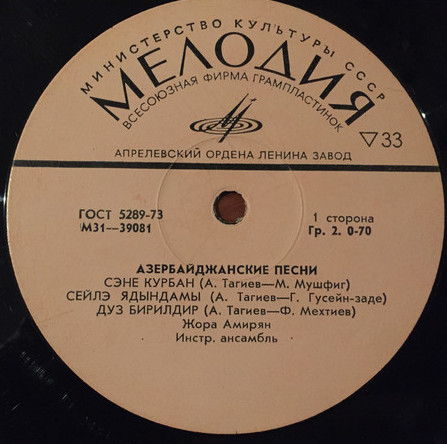 МИНИСТЕРСТВО КУЛЬТУРЫ СССР
МЕЛОДИЯ
ВСЕСОЮЗНАЯ ФИРМА ГРАМПЛАСТИНОК
▽33
АПРЕЛЕВСКИЙ ОРДЕНА ЛЕНИНА ЗАВОД
ГОСТ 5289-73
М31—39081
1 сторона
Гр. 2. 0-70
АЗЕРБАЙДЖАНСКИЕ ПЕСНИ
СЭНЕ КУРБАН (А. Тагиев—М. Мушфиг)
СЕЙЛЭ ЯДЫНДАМЫ (А. Тагиев—Г. Гусейн-заде)
ДУЗ БИРИЛДИР (А. Тагиев—Ф. Мехтиев)
Жора Амирян
Инстр. ансамбль